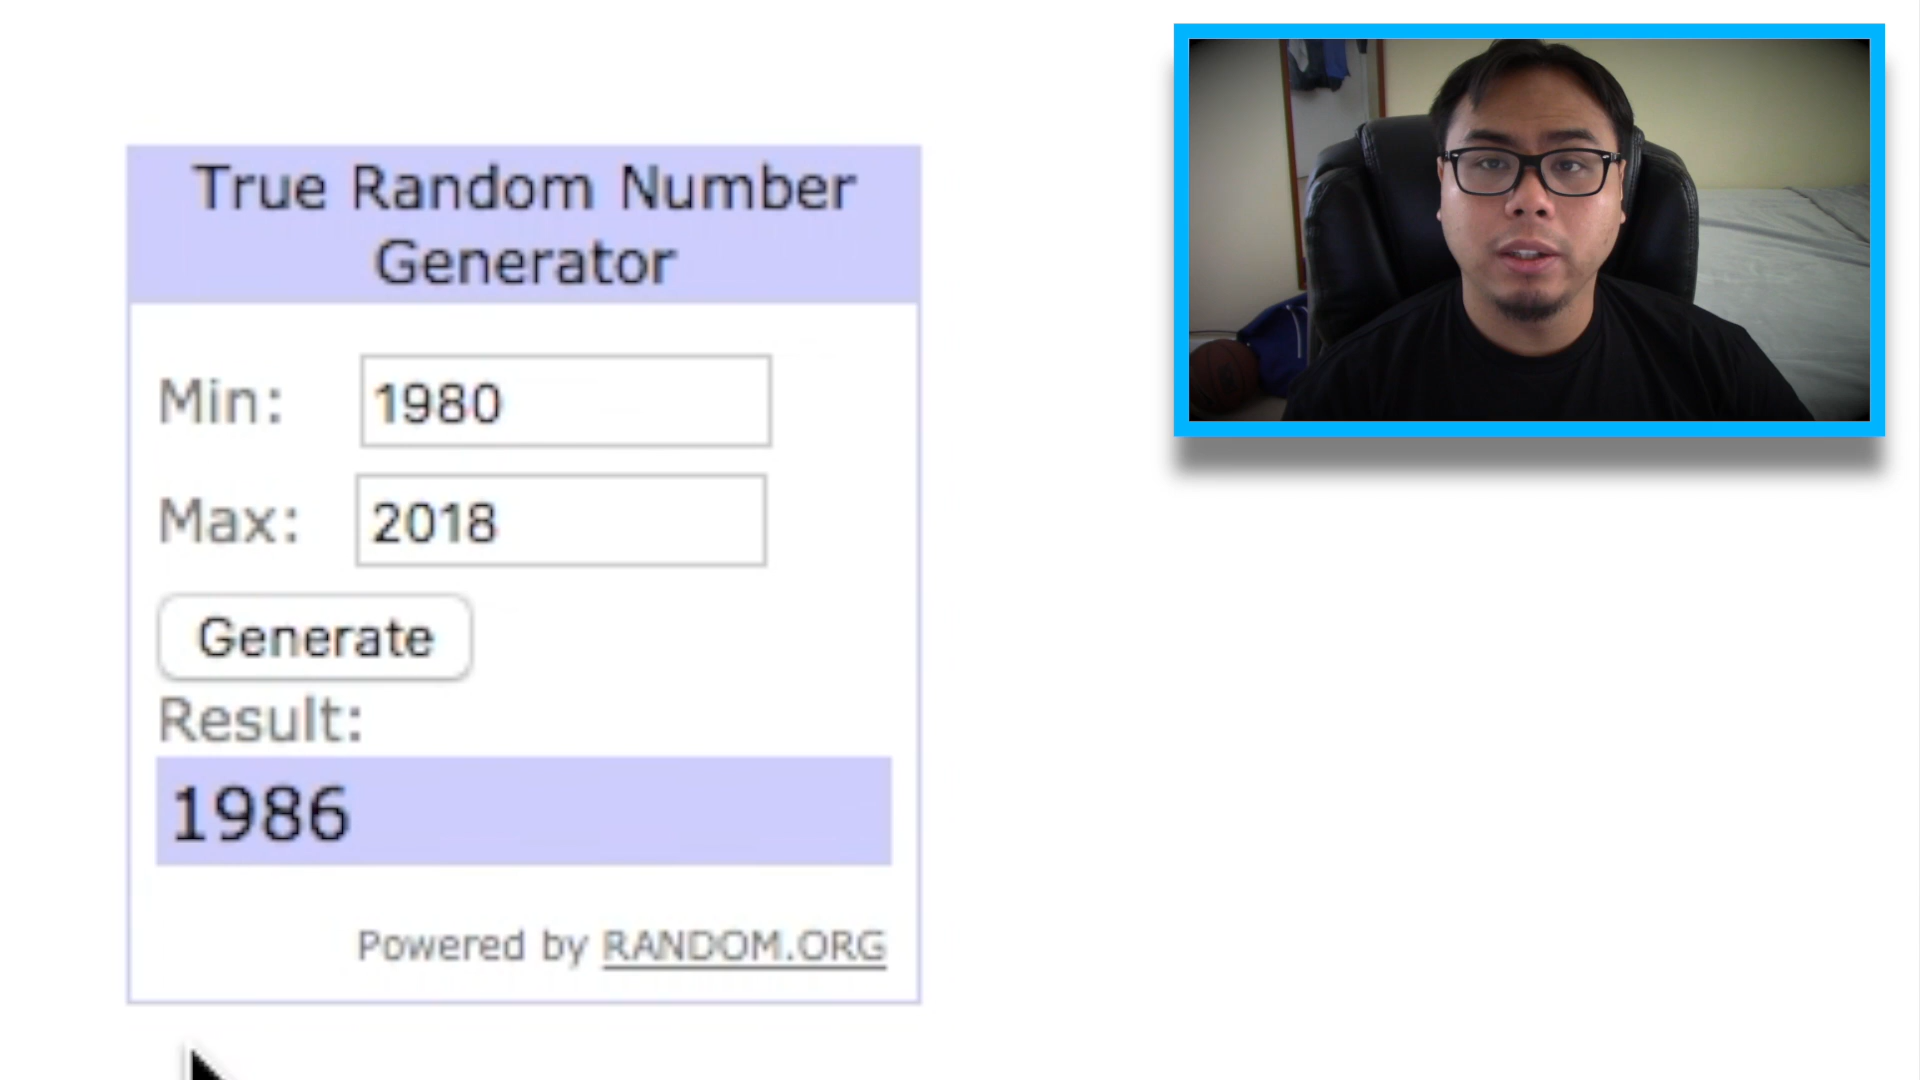 True Random Number
Generator
Min: 1980
Max: 2018
Generate
Result:
1986
Powered by RANDOM.ORG